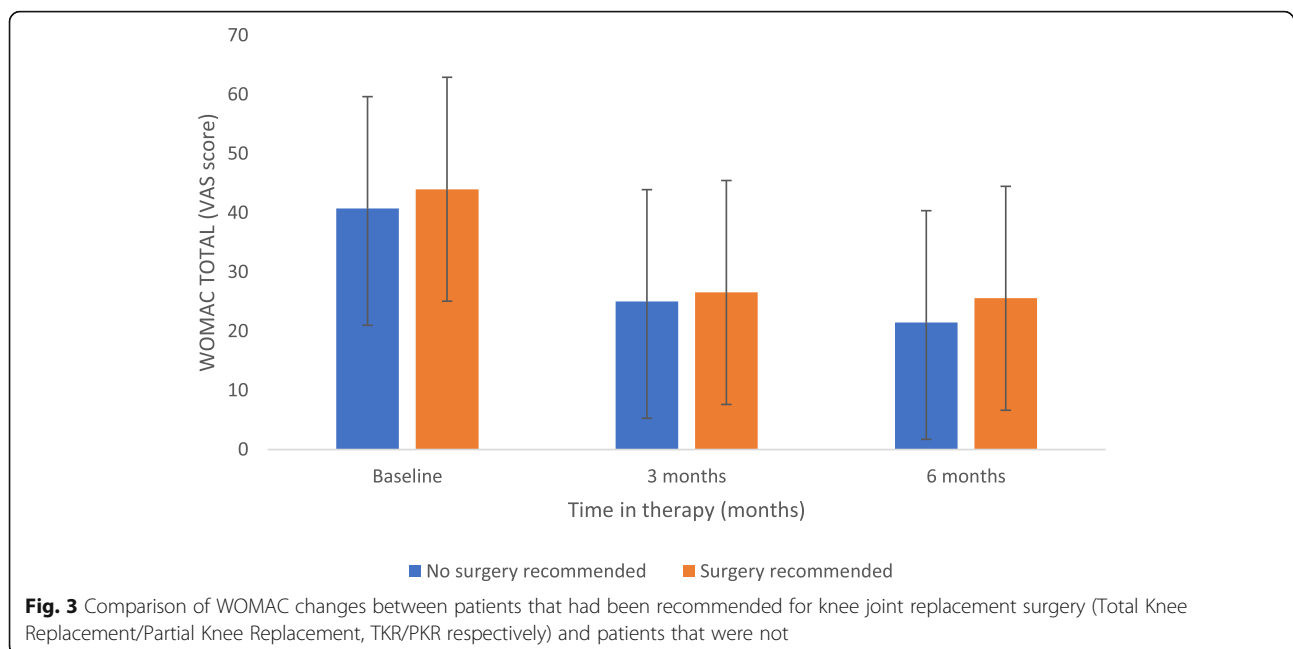 70
60
50
40
30
20
10
0
WOMAC TOTAL (VAS score)
Baseline 3 months 6 months
Time in therapy (months)
No surgery recommended Surgery recommended
Fig. 3 Comparison of WOMAC changes between patients that had been recommended for knee joint replacement surgery (Total Knee
Replacement/Partial Knee Replacement, TKR/PKR respectively) and patients that were not